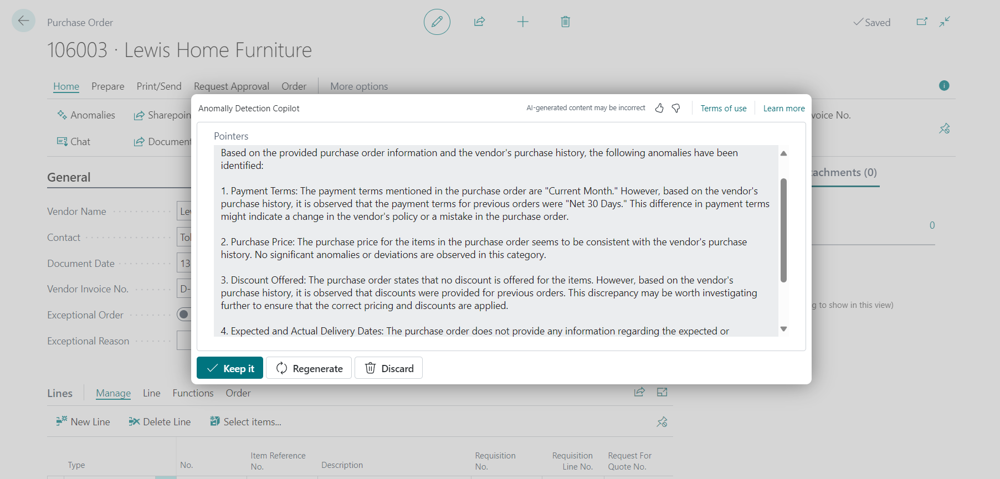 Purchase Order
Saved
106003 · Lewis Home Furniture
Home Prepare Print/Send Request Approval Order More options
Anomalies
Chat
General
Vendor Name
Contact
Document Date 13
Vendor Invoice No. D-
Exceptional Order
Exceptional Reason
Anomally Detection Copilot
AI-generated content may be incorrect
Terms of use
Learn more
Pointers
Based on the provided purchase order information and the vendor's purchase history, the following anomalies have been
identified:
1. Payment Terms: The payment terms mentioned in the purchase order are "Current Month." However, based on the vendor's
purchase history, it is observed that the payment terms for previous orders were "Net 30 Days." This difference in payment terms
might indicate a change in the vendor's policy or a mistake in the purchase order.
2. Purchase Price: The purchase price for the items in the purchase order seems to be consistent with the vendor's purchase
history. No significant anomalies or deviations are observed in this category.
3. Discount Offered: The purchase order states that no discount is offered for the items. However, based on the vendor's
purchase history, it is observed that discounts were provided for previous orders. This discrepancy may be worth investigating
further to ensure that the correct pricing and discounts are applied.
4. Expected and Actual Delivery Dates: The purchase order does not provide any information regarding the expected or
Keep it
Regenerate
Discard
voice No.
tachments (0)
0
g to show in this view)
Lines Manage Line Functions Order
New Line Delete Line Select items...
Type
No.
Item Reference
No.
Description
Requisition
No.
Requisition
Line No.
Request For
Quote No.